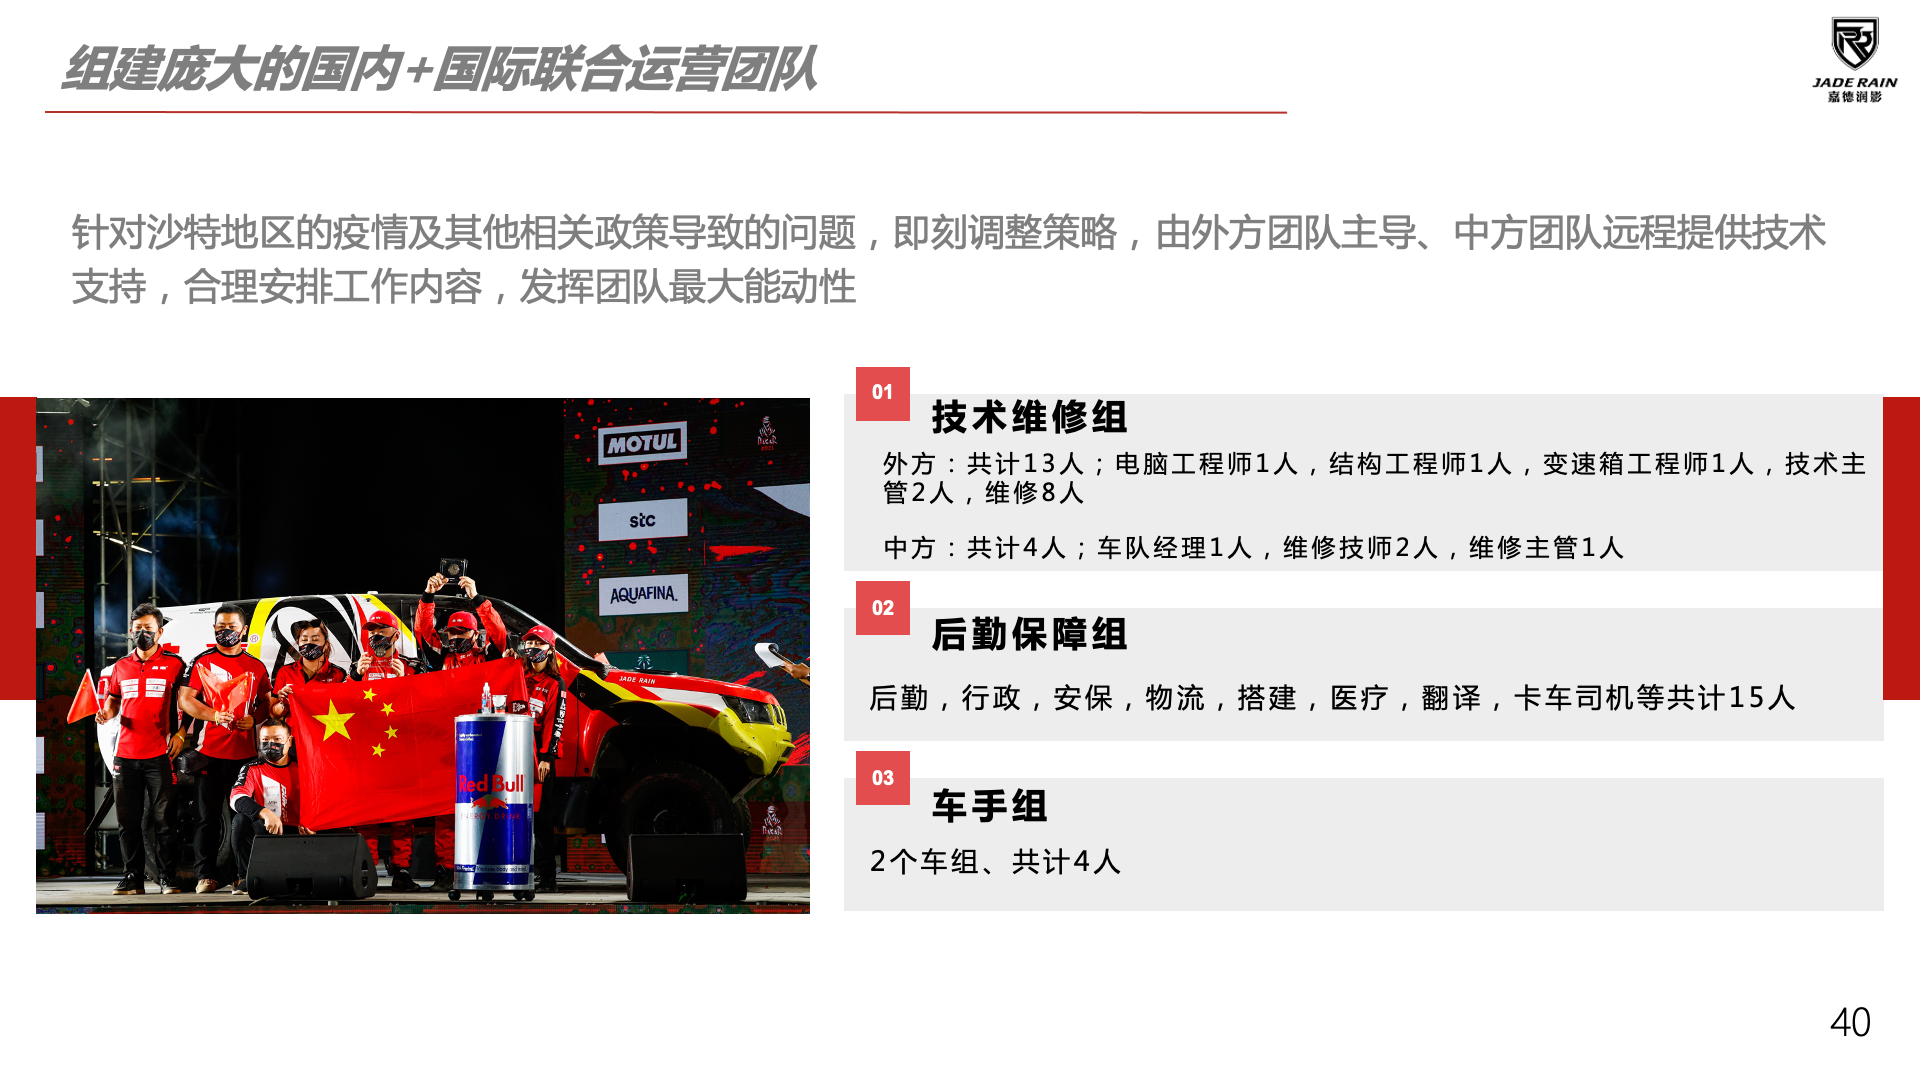 组建庞大的国内+国际联合运营团队
JADE RAIN
嘉德润影
针对沙特地区的疫情及其他相关政策导致的问题，即刻调整策略，由外方团队主导、中方团队远程提供技术
支持，合理安排工作内容，发挥团队最大能动性
MOTUL
DAKAR
stc
AQUAFINA
JADE RAIN
Red Bull
ENERGY DRINK
DAKAR
01
技术维修组
外方：共计13人；电脑工程师1人，结构工程师1人，变速箱工程师1人，技术主
管2人，维修8人
中方：共计4人；车队经理1人，维修技师2人，维修主管1人
02
后勤保障组
后勤，行政，安保，物流，搭建，医疗，翻译，卡车司机等共计15人
03
车手组
2个车组、共计4人
40